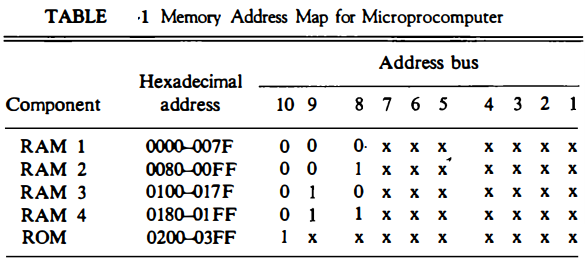 TABLE ·1 Memory Address Map for Microprocomputer
Address bus
Hexadecimal
Component address 10 9 8 7 6 5 4 3 2 1
RAM 1 0000–007F 0 0 0 x x x x x x x
RAM 2 0080–00FF 0 0 1 x x x x x x x
RAM 3 0100–017F 0 1 0 x x x x x x x
RAM 4 0180–01FF 0 1 1 x x x x x x x
ROM 0200–03FF 1 x x x x x x x x x